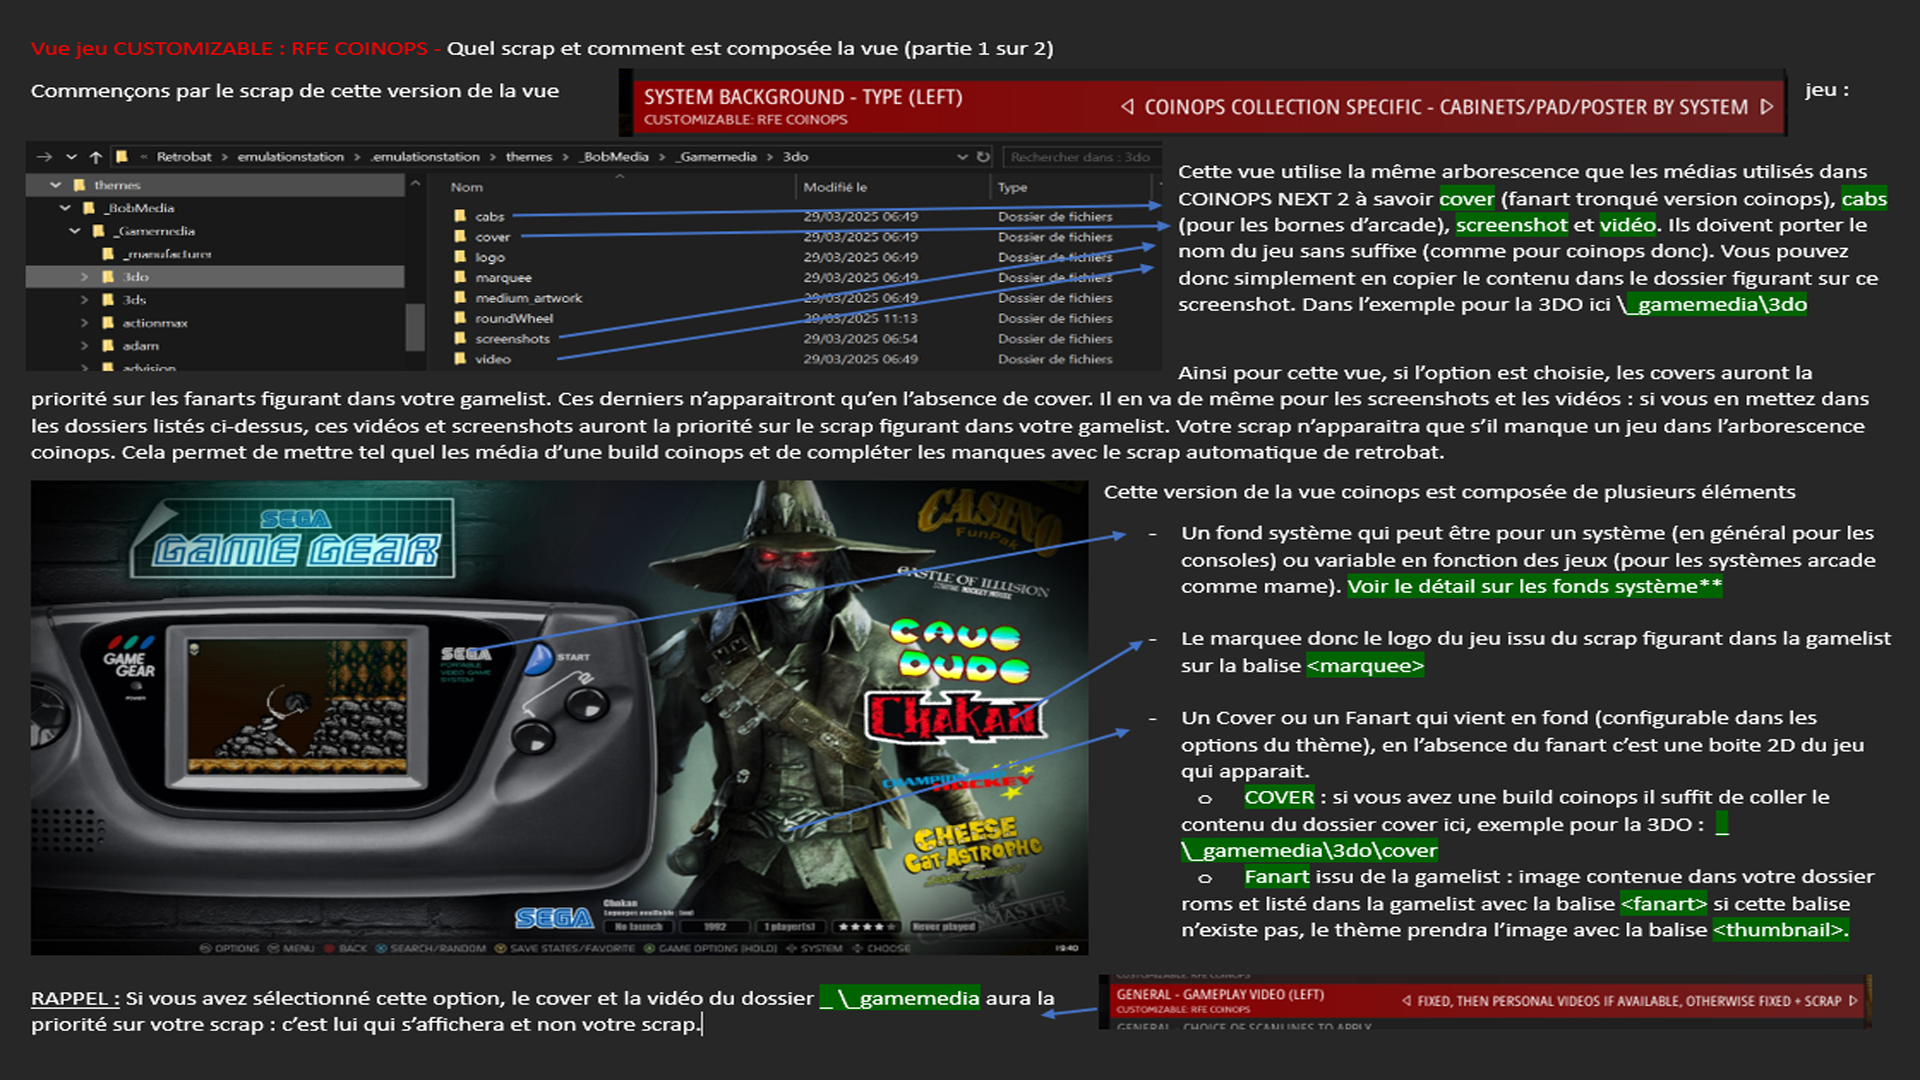 Vue jeu CUSTOMIZABLE : RFE COINOPS - Quel scrap et comment est composée la vue (partie 1 sur 2)
Commençons par le scrap de cette version de la vue
SYSTEM BACKGROUND - TYPE (LEFT)
CUSTOMIZABLE: RFE COINOPS
COINOPS COLLECTION SPECIFIC - CABINETS/PAD/POSTER BY SYSTEM
jeu :
« Retrobat > emulationstation > .emulationstation > themes > _BobMedia > _Gamemedia > 3do
Rechercher dans : 3do
themes
_BobMedia
_Gamemedia
_manufacturer
3do
3ds
actionmax
adam
advision
Nom Modifié le Type
cabs 29/03/2025 06:49 Dossier de fichiers
cover 29/03/2025 06:49 Dossier de fichiers
logo 29/03/2025 06:49 Dossier de fichiers
marquee 29/03/2025 06:49 Dossier de fichiers
medium_artwork 29/03/2025 06:49 Dossier de fichiers
roundWheel 29/03/2025 11:13 Dossier de fichiers
screenshots 29/03/2025 06:54 Dossier de fichiers
video 29/03/2025 06:49 Dossier de fichiers
Cette vue utilise la même arborescence que les médias utilisés dans
COINOPS NEXT 2 à savoir cover (fanart tronqué version coinops), cabs
(pour les bornes d'arcade), screenshot et vidéo. Ils doivent porter le
nom du jeu sans suffixe (comme pour coinops donc). Vous pouvez
donc simplement en copier le contenu dans le dossier figurant sur ce
screenshot. Dans l'exemple pour la 3DO ici \_gamemedia\3do
Ainsi pour cette vue, si l'option est choisie, les covers auront la
priorité sur les fanarts figurant dans votre gamelist. Ces derniers n'apparaitront qu'en l'absence de cover. Il en va de même pour les screenshots et les vidéos : si vous en mettez dans
les dossiers listés ci-dessus, ces vidéos et screenshots auront la priorité sur le scrap figurant dans votre gamelist. Votre scrap n'apparaitra que s'il manque un jeu dans l'arborescence
coinops. Cela permet de mettre tel quel les média d'une build coinops et de compléter les manques avec le scrap automatique de retrobat.
SEGA
GAME GEAR
CASINO
FunPak
CASTLE OF ILLUSION
CAVE
DUDE
CHAKAN
CHAMPIONSHIP
HOCKEY
CHEESE
CAT-ASTROPHE
GAME
GEAR
POWER
SEGA
PORTABLE
VIDEO GAME
SYSTEM
START
SEGA
Chakan
No launch 1992 1 player(s) Never played
OPTIONS MENU BACK SEARCH/RANDOM SAVE STATES/FAVORITE GAME OPTIONS (HOLD) SYSTEM CHOOSE 19:40
Cette version de la vue coinops est composée de plusieurs éléments
- Un fond système qui peut être pour un système (en général pour les
consoles) ou variable en fonction des jeux (pour les systèmes arcade
comme mame). Voir le détail sur les fonds système**
- Le marquee donc le logo du jeu issu du scrap figurant dans la gamelist
sur la balise <marquee>
- Un Cover ou un Fanart qui vient en fond (configurable dans les
options du thème), en l'absence du fanart c'est une boite 2D du jeu
qui apparait.
o COVER : si vous avez une build coinops il suffit de coller le
contenu du dossier cover ici, exemple pour la 3DO : _
\_gamemedia\3do\cover
o Fanart issu de la gamelist : image contenue dans votre dossier
roms et listé dans la gamelist avec la balise <fanart> si cette balise
n'existe pas, le thème prendra l'image avec la balise <thumbnail>.
RAPPEL : Si vous avez sélectionné cette option, le cover et la vidéo du dossier _ \_gamemedia aura la
priorité sur votre scrap : c'est lui qui s'affichera et non votre scrap.
CUSTOMIZABLE: RFE COINOPS
GENERAL - GAMEPLAY VIDEO (LEFT)
CUSTOMIZABLE: RFE COINOPS
FIXED, THEN PERSONAL VIDEOS IF AVAILABLE, OTHERWISE FIXED + SCRAP
GENERAL - CHOICE OF SCANLINES TO APPLY